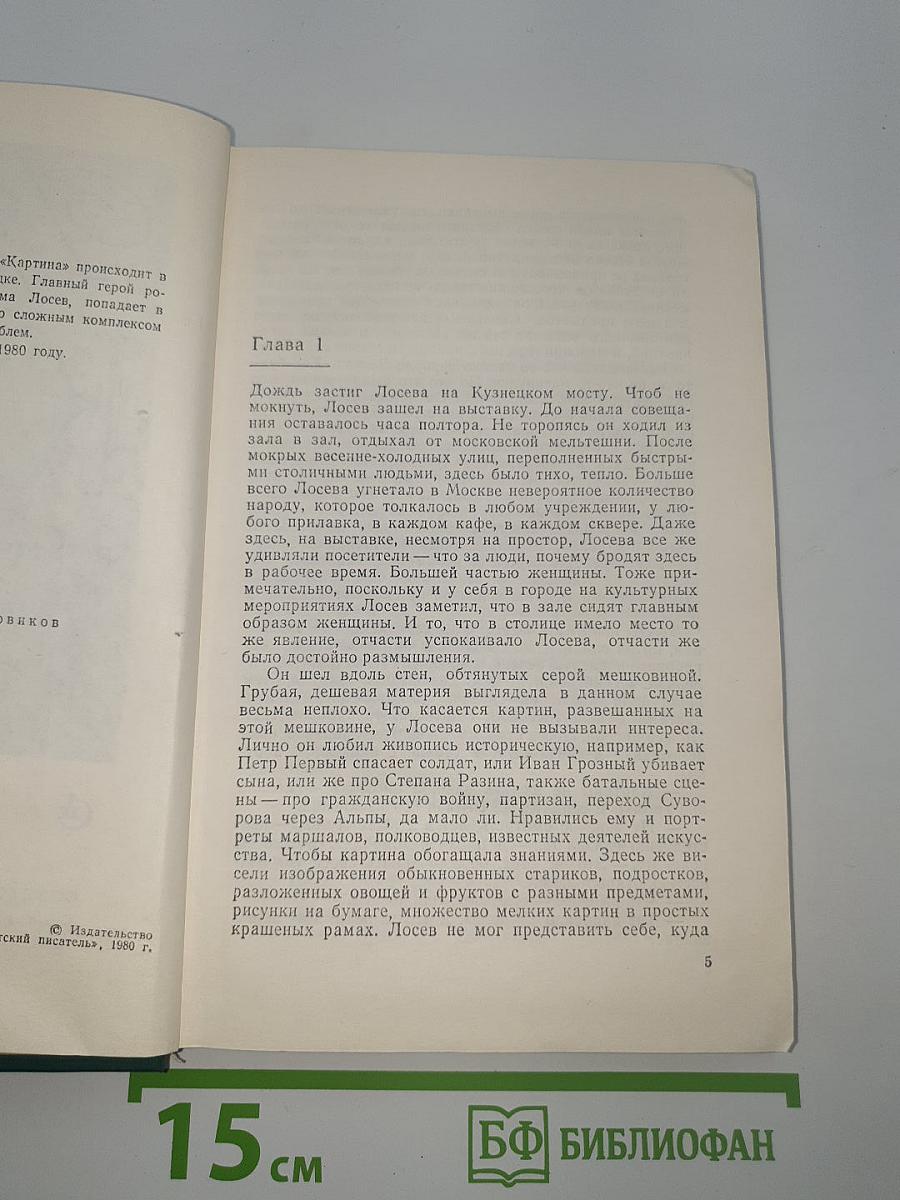 «Картина» происходит в
дке. Главный герой ро-
ма Лосев, попадает в
о сложным комплексом
блем.
1980 году.
овиков
© Издательство
тский писатель», 1980 г.
Глава 1
Дождь застиг Лосева на Кузнецком мосту. Чтоб не
мокнуть, Лосев зашел на выставку. До начала совеща-
ния оставалось часа полтора. Не торопясь он ходил из
зала в зал, отдыхал от московской мельтешни. После
мокрых весенне-холодных улиц, переполненных быстры-
ми столичными людьми, здесь было тихо, тепло. Больше
всего Лосева угнетало в Москве невероятное количество
народу, которое толкалось в любом учреждении, у лю-
бого прилавка, в каждом кафе, в каждом сквере. Даже
здесь, на выставке, несмотря на простор, Лосева все же
удивляли посетители — что за люди, почему бродят здесь
в рабочее время. Большей частью женщины. Тоже при-
мечательно, поскольку и у себя в городе на культурных
мероприятиях Лосев заметил, что в зале сидят главным
образом женщины. И то, что в столице имело место то
же явление, отчасти успокаивало Лосева, отчасти же
было достойно размышления.
Он шел вдоль стен, обтянутых серой мешковиной.
Грубая, дешевая материя выглядела в данном случае
весьма неплохо. Что касается картин, развешанных на
этой мешковине, у Лосева они не вызывали интереса.
Лично он любил живопись историческую, например, как
Петр Первый спасает солдат, или Иван Грозный убивает
сына, или же про Степана Разина, также батальные сце-
ны — про гражданскую войну, партизан, переход Суво-
рова через Альпы, да мало ли. Нравились ему и порт-
реты маршалов, полководцев, известных деятелей искус-
ства. Чтобы картина обогащала знаниями. Здесь же ви-
сели изображения обыкновенных стариков, подростков,
разложенных овощей и фруктов с разными предметами,
рисунки на бумаге, множество мелких картин в простых
крашеных рамах. Лосев не мог представить себе, куда
5
15 см
БФ БИБЛИОФАН